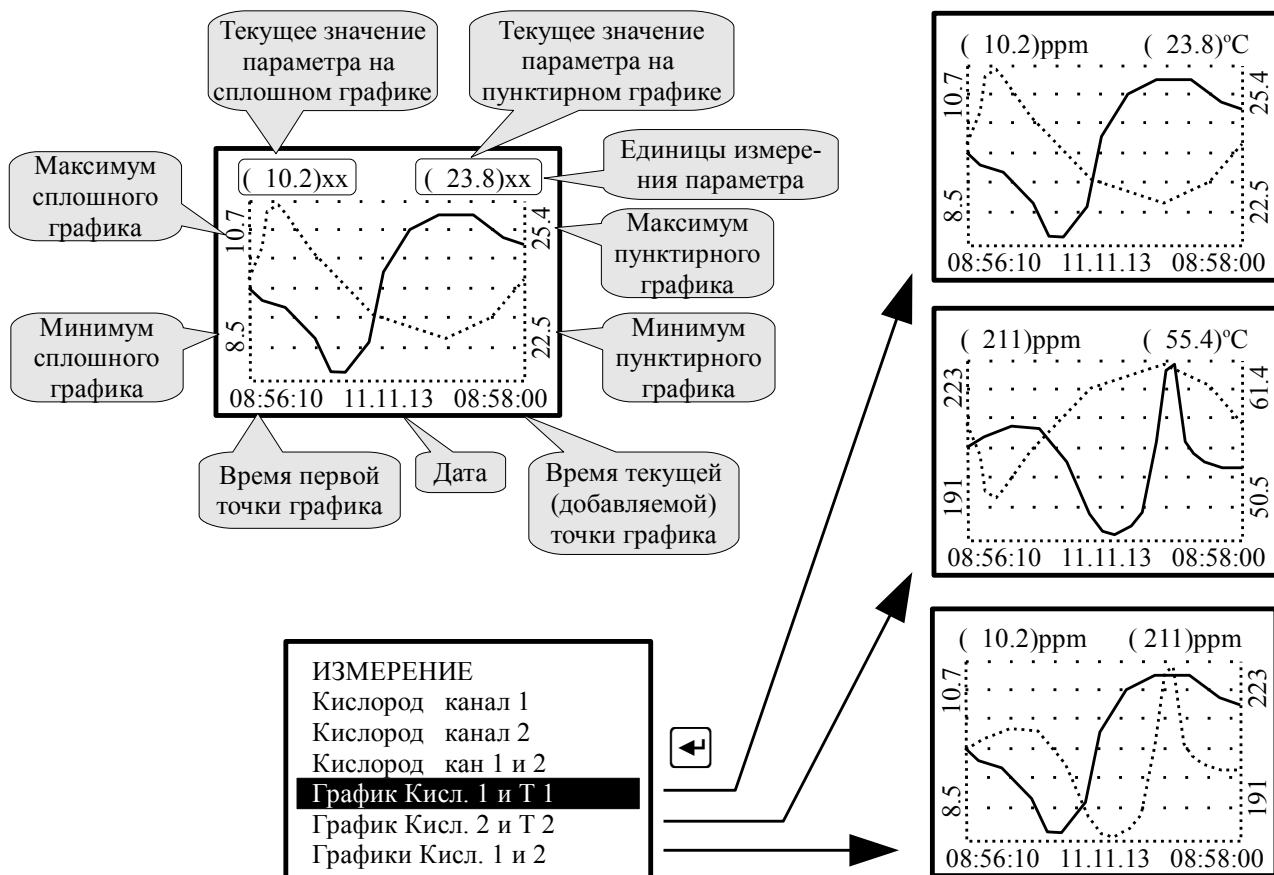 Текущее значение
параметра на
сплошном графике
Текущее значение
параметра на
пунктирном графике
Максимум
сплошного
графика
( 10.2)xx
( 23.8)xx
Единицы измере-
ния параметра
10.7
25.4
Максимум
пунктирного
графика
Минимум
сплошного
графика
8.5
22.5
Минимум
пунктирного
графика
08:56:10 11.11.13 08:58:00
Время первой
точки графика
Дата
Время текущей
(добавляемой)
точки графика
( 10.2)ppm ( 23.8)°C
10.7
25.4
8.5
22.5
08:56:10 11.11.13 08:58:00
( 211)ppm ( 55.4)°C
223
61.4
191
50.5
08:56:10 11.11.13 08:58:00
( 10.2)ppm ( 211)ppm
10.7
223
8.5
191
08:56:10 11.11.13 08:58:00
ИЗМЕРЕНИЕ
Кислород канал 1
Кислород канал 2
Кислород кан 1 и 2
График Кисл. 1 и Т 1
График Кисл. 2 и Т 2
Графики Кисл. 1 и 2